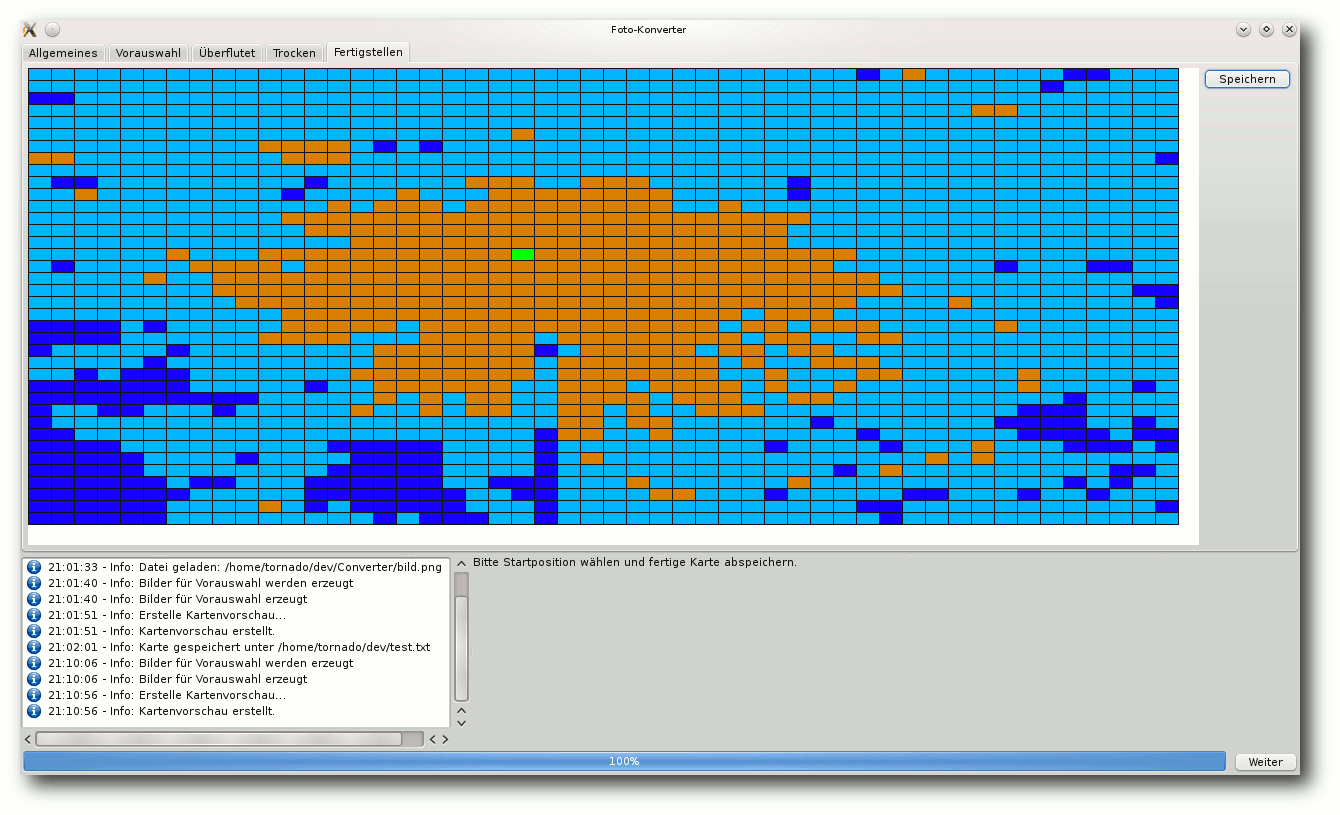 Foto-Konverter
Allgemeines Vorauswahl Überflutet Trocken Fertigstellen
Speichern
21:01:33 - Info: Datei geladen: /home/tornado/dev/Converter/bild.png
21:01:40 - Info: Bilder für Vorauswahl werden erzeugt
21:01:40 - Info: Bilder für Vorauswahl erzeugt
21:01:51 - Info: Erstelle Kartenvorschau...
21:01:51 - Info: Kartenvorschau erstellt.
21:02:01 - Info: Karte gespeichert unter /home/tornado/dev/test.txt
21:10:06 - Info: Bilder für Vorauswahl werden erzeugt
21:10:06 - Info: Bilder für Vorauswahl erzeugt
21:10:56 - Info: Erstelle Kartenvorschau...
21:10:56 - Info: Kartenvorschau erstellt.
Bitte Startposition wählen und fertige Karte abspeichern.
100%
Weiter